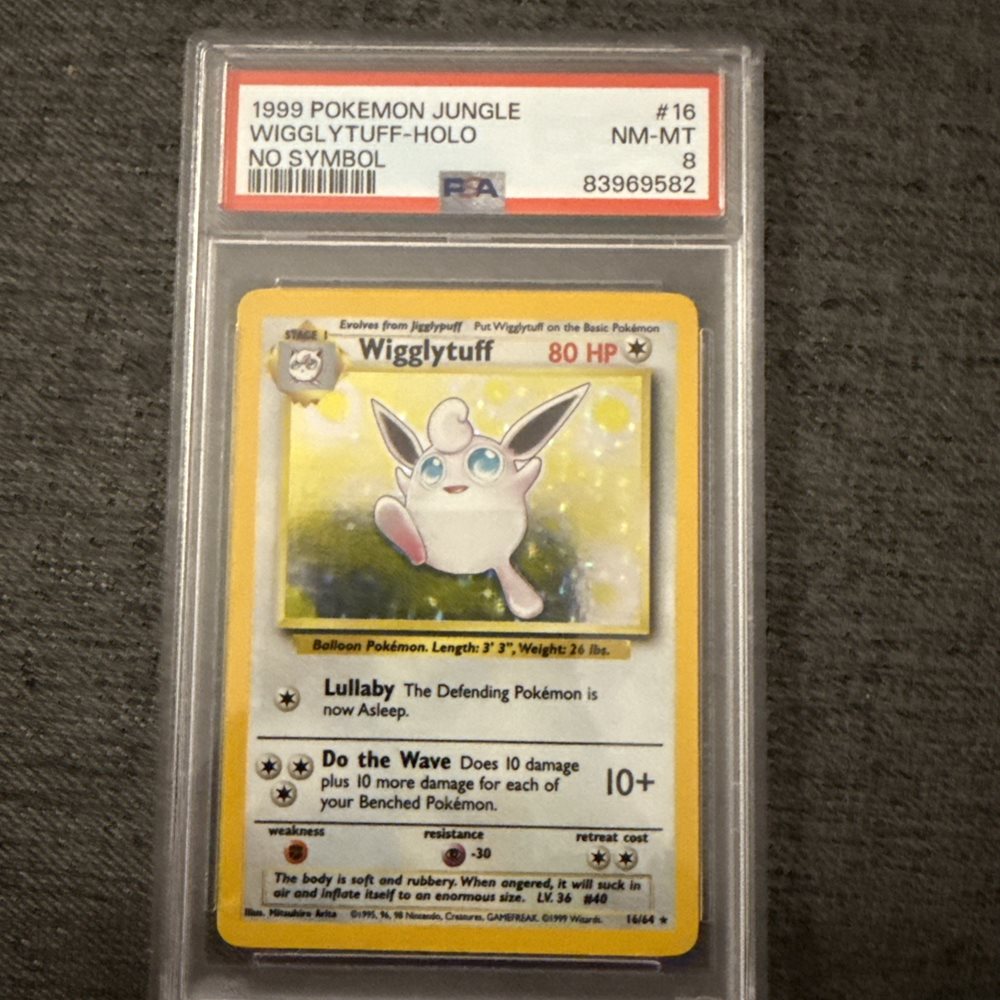 1999 POKEMON JUNGLE #16
WIGGLYTUFF-HOLO NM-MT
NO SYMBOL 8
PSA 83969582
Evolves from Jigglypuff Put Wigglytuff on the Basic Pokémon
STAGE 1
Wigglytuff 80 HP
Balloon Pokémon. Length: 3' 3", Weight: 26 lbs.
Lullaby The Defending Pokémon is
now Asleep.
Do the Wave Does 10 damage
plus 10 more damage for each of
your Benched Pokémon.
10+
weakness resistance retreat cost
-30
The body is soft and rubbery. When angered, it will suck in
air and inflate itself to an enormous size. LV. 36 #40
Illus. Mitsuhiro Arita ©1995, 96, 98 Nintendo, Creatures, GAMEFREAK. ©1999 Wizards. 16/64 ★